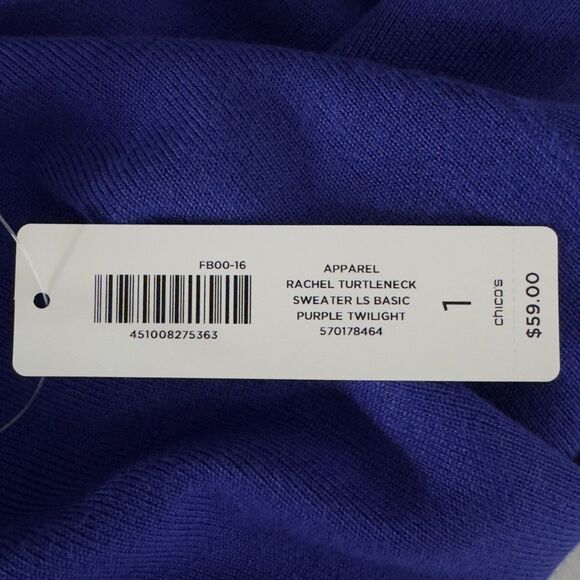 FB00-16
451008275363
APPAREL
RACHEL TURTLENECK
SWEATER LS BASIC
PURPLE TWILIGHT
570178464
1
chico's
$59.00